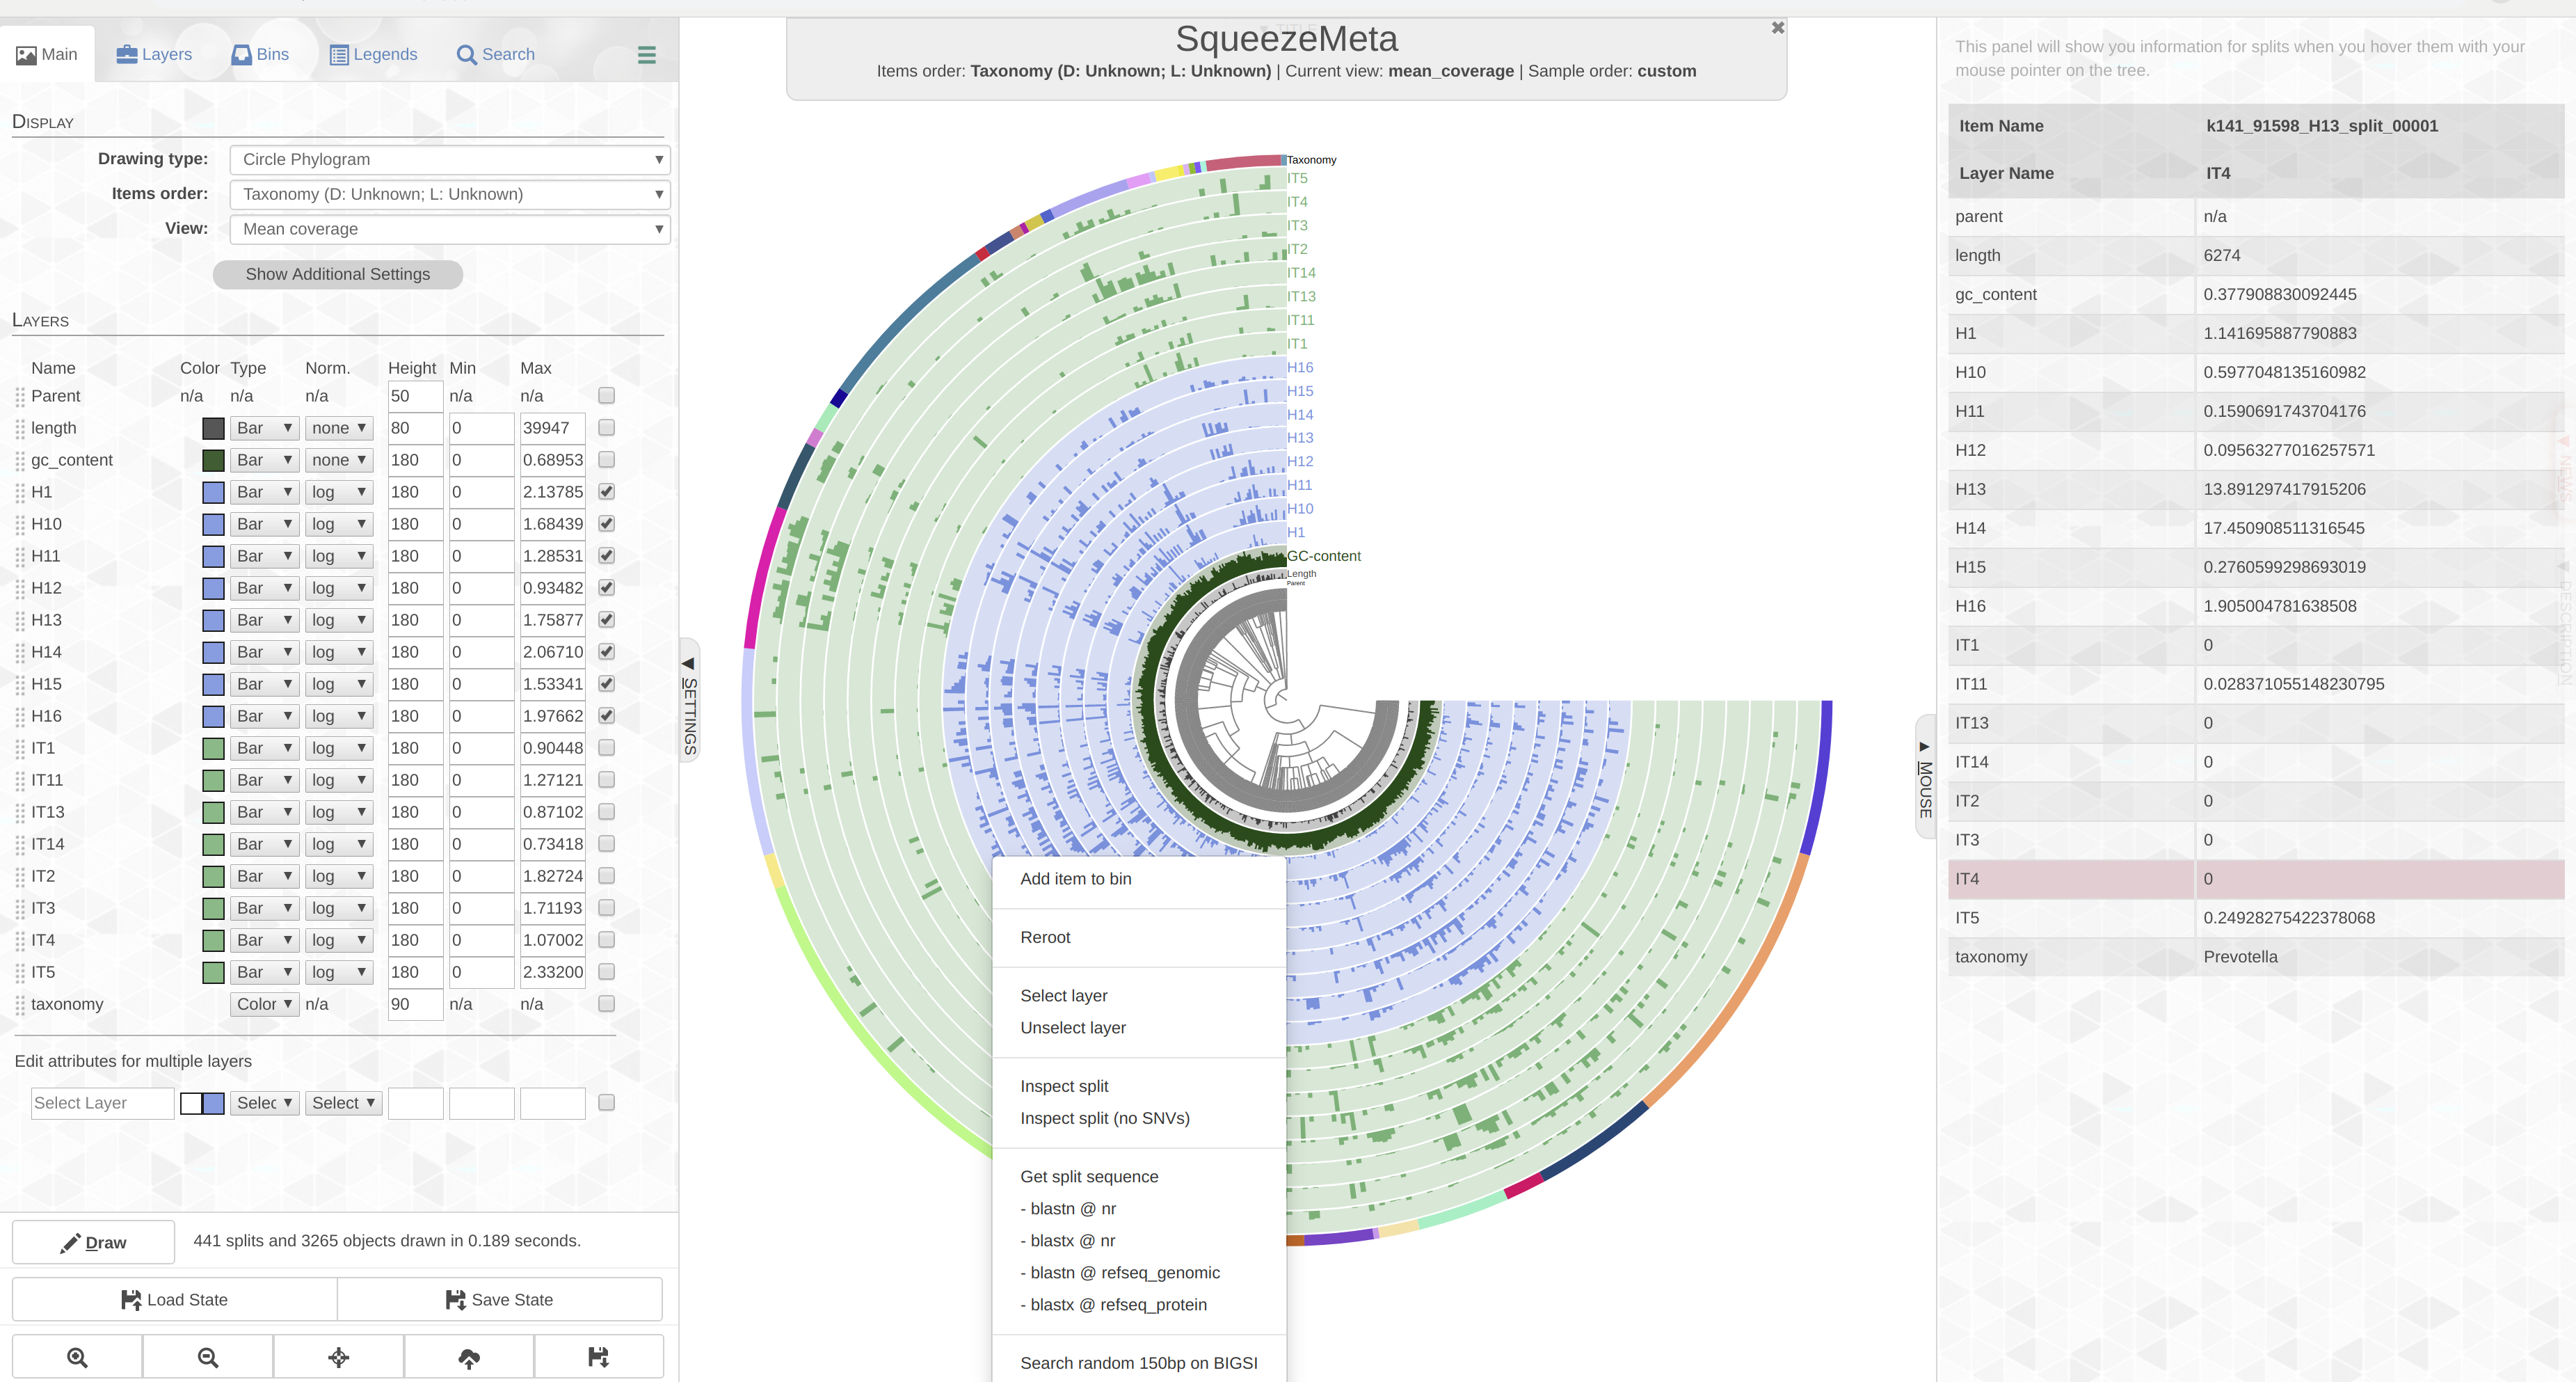 Main
Layers
Bins
Legends
Search
DISPLAY
Drawing type: Circle Phylogram
Items order: Taxonomy (D: Unknown; L: Unknown)
View: Mean coverage
Show Additional Settings
LAYERS
Name Color Type Norm. Height Min Max
Parent n/a n/a n/a 50 n/a n/a
length Bar none 80 0 39947
gc_content Bar none 180 0 0.68953
H1 Bar log 180 0 2.13785
H10 Bar log 180 0 1.68439
H11 Bar log 180 0 1.28531
H12 Bar log 180 0 0.93482
H13 Bar log 180 0 1.75877
H14 Bar log 180 0 2.06710
H15 Bar log 180 0 1.53341
H16 Bar log 180 0 1.97662
IT1 Bar log 180 0 0.90448
IT11 Bar log 180 0 1.27121
IT13 Bar log 180 0 0.87102
IT14 Bar log 180 0 0.73418
IT2 Bar log 180 0 1.82724
IT3 Bar log 180 0 1.71193
IT4 Bar log 180 0 1.07002
IT5 Bar log 180 0 2.33200
taxonomy Color n/a 90 n/a n/a
Edit attributes for multiple layers
Select Layer Selec Select
Draw
441 splits and 3265 objects drawn in 0.189 seconds.
Load State
Save State
SETTINGS
SqueezeMeta
Items order: Taxonomy (D: Unknown; L: Unknown) | Current view: mean_coverage | Sample order: custom
Taxonomy
IT5
IT4
IT3
IT2
IT14
IT13
IT11
IT1
H16
H15
H14
H13
H12
H11
H10
H1
GC-content
Length
Parent
Add item to bin
Reroot
Select layer
Unselect layer
Inspect split
Inspect split (no SNVs)
Get split sequence
- blastn @ nr
- blastx @ nr
- blastn @ refseq_genomic
- blastx @ refseq_protein
Search random 150bp on BIGSI
MOUSE
This panel will show you information for splits when you hover them with your
mouse pointer on the tree.
Item Name k141_91598_H13_split_00001
Layer Name IT4
parent n/a
length 6274
gc_content 0.377908830092445
H1 1.141695887790883
H10 0.5977048135160982
H11 0.1590691743704176
H12 0.09563277016257571
H13 13.891297417915206
H14 17.450908511316545
H15 0.2760599298693019
H16 1.905004781638508
IT1 0
IT11 0.028371055148230795
IT13 0
IT14 0
IT2 0
IT3 0
IT4 0
IT5 0.24928275422378068
taxonomy Prevotella